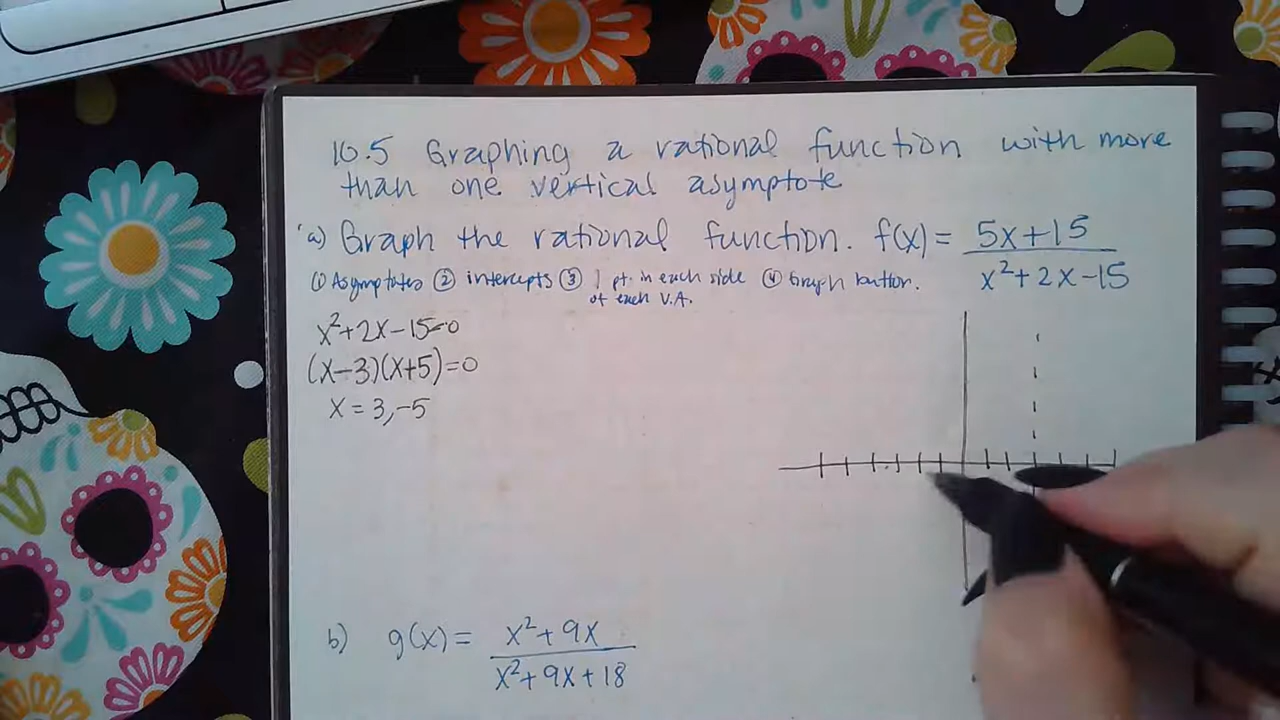 10.5 Graphing a rational function with more
than one vertical asymptote
a) Graph the rational function. f(x) = 5x+15 / x²+2x-15
① Asymptotes ② intercepts ③ 1 pt. in each side ④ Graph button.
of each V.A.
x²+2x-15=0
(x-3)(x+5)=0
x = 3,-5
b) g(x) = x²+9x / x²+9x+18